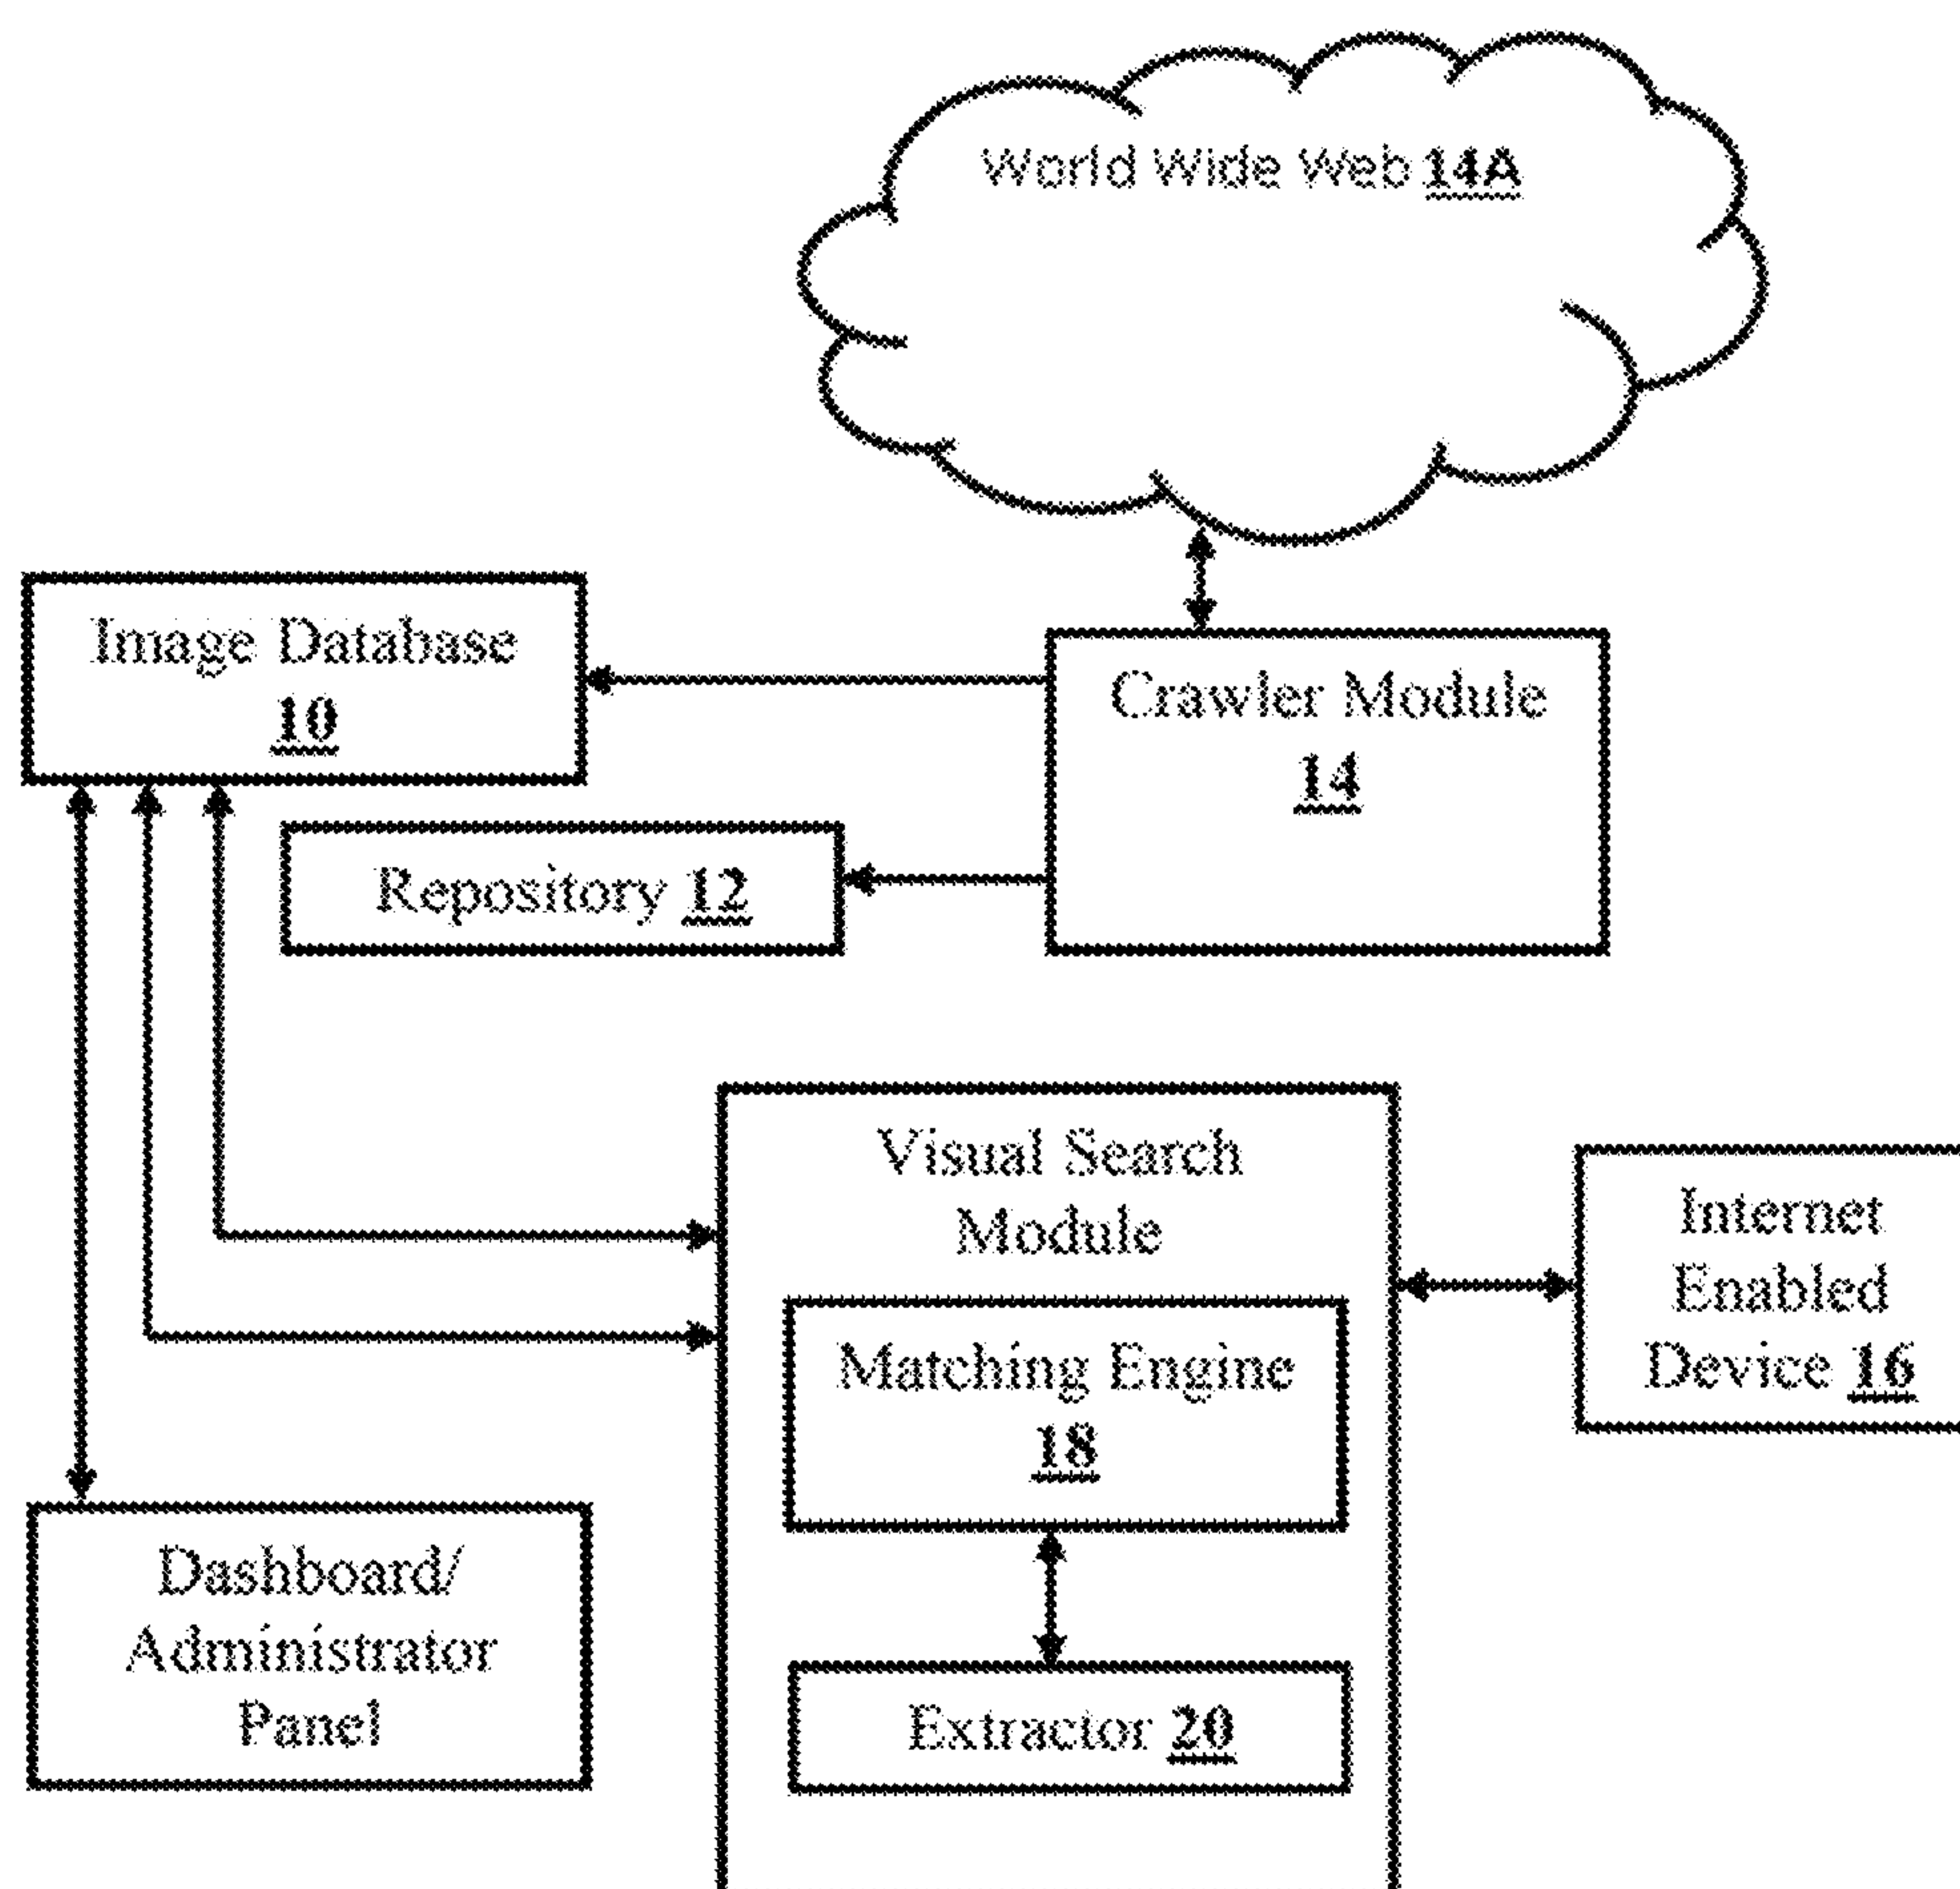 World Wide Web 14A
Image Database
10
Crawler Module
14
Repository 12
Visual Search
Module
Internet
Enabled
Device 16
Matching Engine
18
Dashboard/
Administrator
Panel
Extractor 20